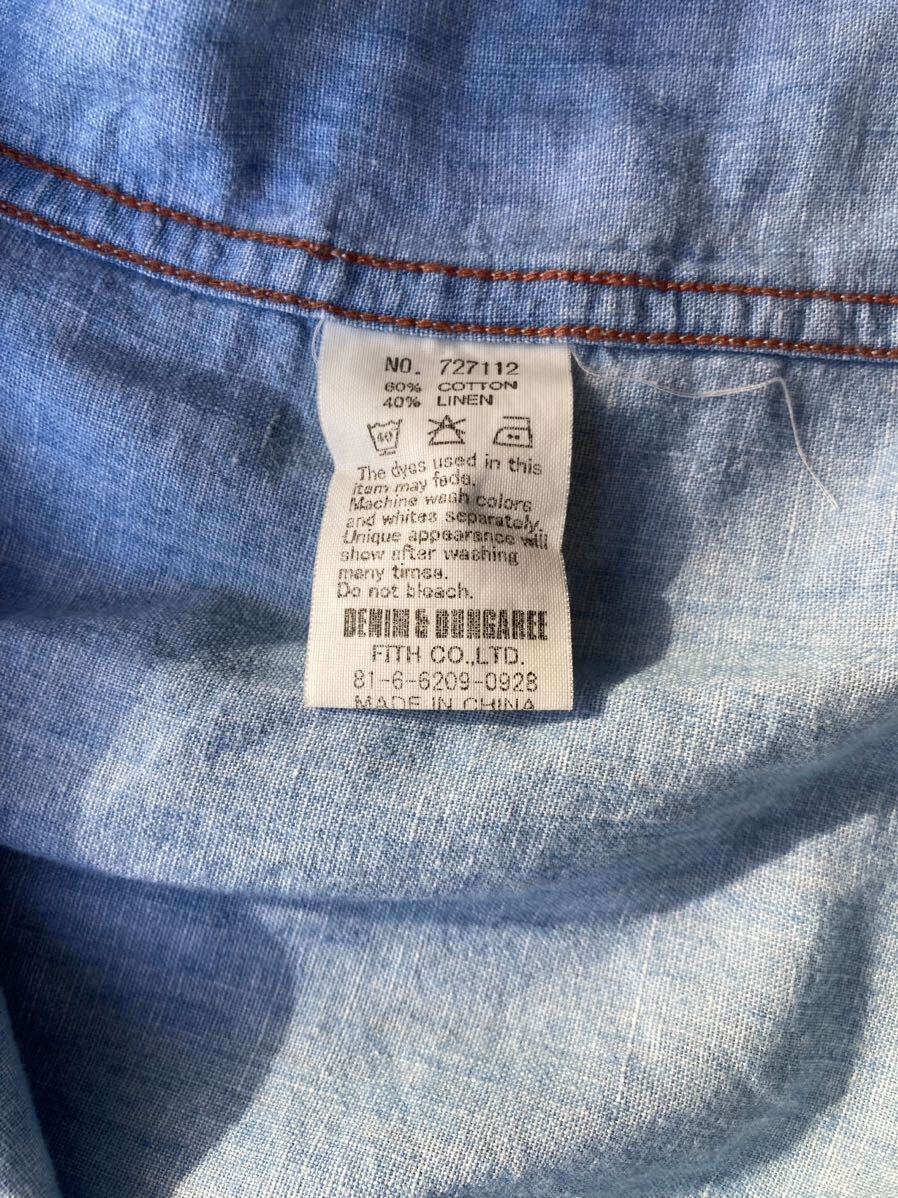 NO. 727112
60% COTTON
40% LINEN
40
The dyes used in this
item may fade.
Machine wash colors
and whites separately.
Unique appearance will
show after washing
many times.
Do not bleach.
DENIM & DUNGAREE
FITH CO.,LTD.
81-6-6209-0928
MADE IN CHINA